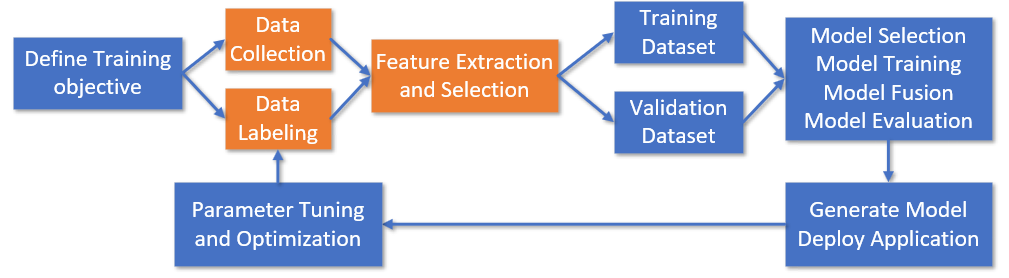 Define Training
objective
Data
Collection
Data
Labeling
Feature Extraction
and Selection
Training
Dataset
Validation
Dataset
Model Selection
Model Training
Model Fusion
Model Evaluation
Generate Model
Deploy Application
Parameter Tuning
and Optimization